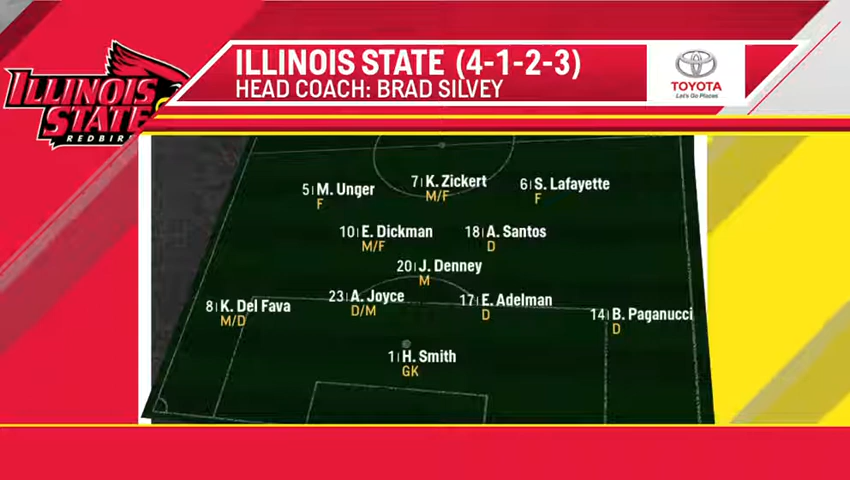 ILLINOIS STATE (4-1-2-3)
HEAD COACH: BRAD SILVEY
TOYOTA
Let's Go Places
ILLINOIS
STATE
REDBIRDS
5 M. Unger
F
7 K. Zickert
M/F
6 S. Lafayette
F
10 E. Dickman
M/F
18 A. Santos
D
20 J. Denney
M
8 K. Del Fava
M/D
23 A. Joyce
D/M
17 E. Adelman
D
14 B. Paganucci
D
1 H. Smith
GK